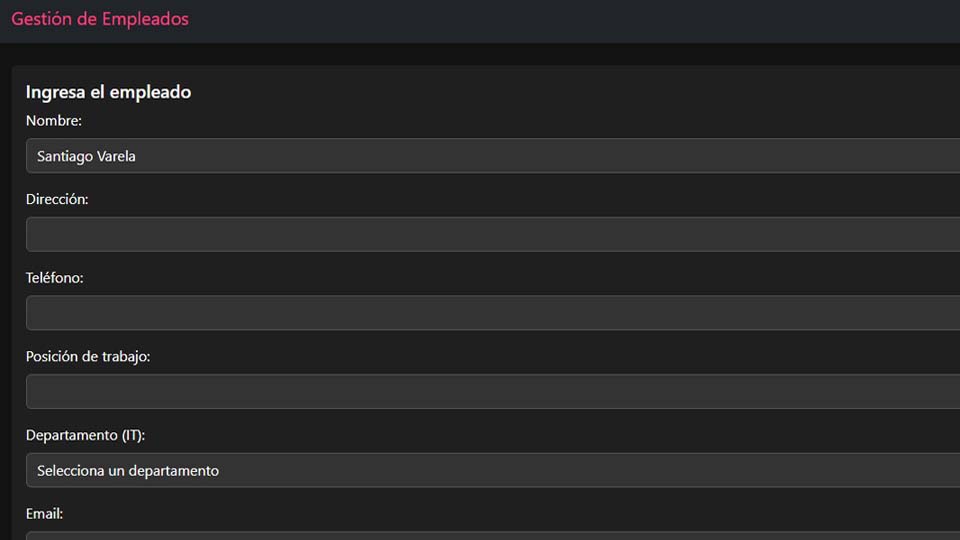 Gestión de Empleados
Ingresa el empleado
Nombre:
Santiago Varela
Dirección:
Teléfono:
Posición de trabajo:
Departamento (IT):
Selecciona un departamento
Email: